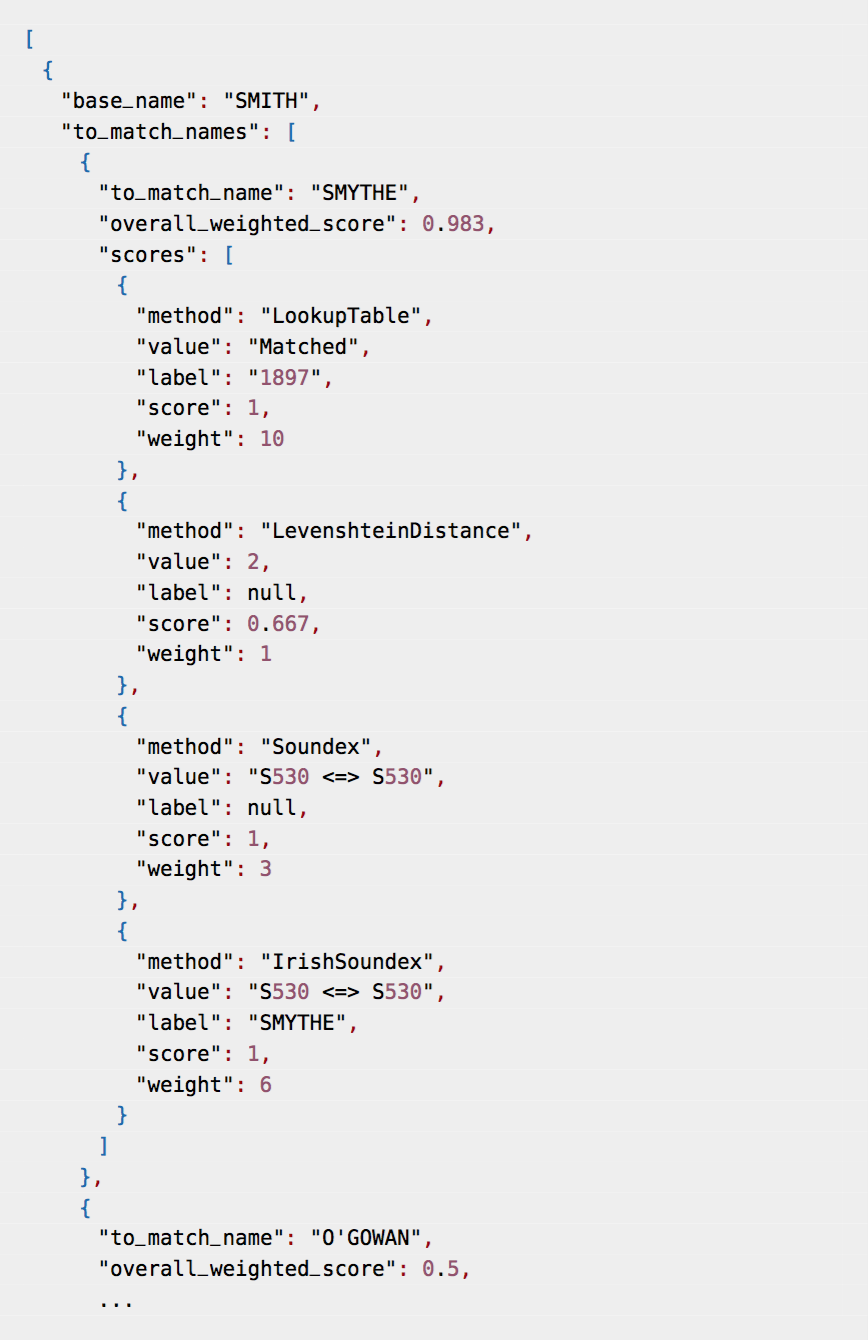 [
  {
    "base_name": "SMITH",
    "to_match_names": [
      {
        "to_match_name": "SMYTHE",
        "overall_weighted_score": 0.983,
        "scores": [
          {
            "method": "LookupTable",
            "value": "Matched",
            "label": "1897",
            "score": 1,
            "weight": 10
          },
          {
            "method": "LevenshteinDistance",
            "value": 2,
            "label": null,
            "score": 0.667,
            "weight": 1
          },
          {
            "method": "Soundex",
            "value": "S530 <=> S530",
            "label": null,
            "score": 1,
            "weight": 3
          },
          {
            "method": "IrishSoundex",
            "value": "S530 <=> S530",
            "label": "SMYTHE",
            "score": 1,
            "weight": 6
          }
        ]
      },
      {
        "to_match_name": "O'GOWAN",
        "overall_weighted_score": 0.5,
        ...